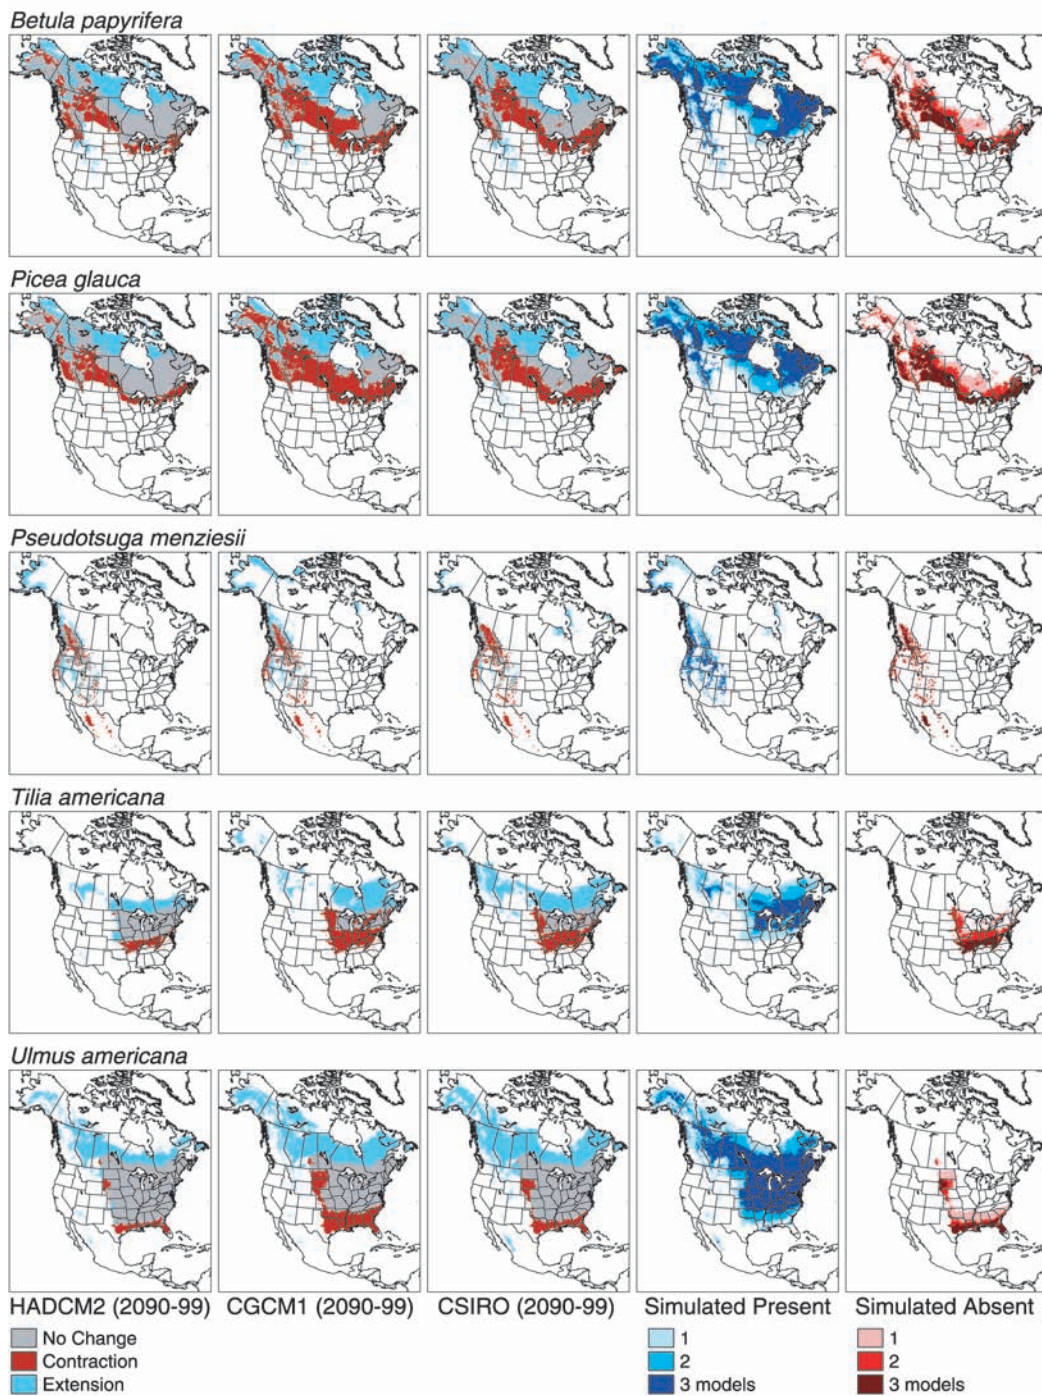 Betula papyrifera
Picea glauca
Pseudotsuga menziesii
Tilia americana
Ulmus americana
HADCM2 (2090-99) CGCM1 (2090-99) CSIRO (2090-99) Simulated Present Simulated Absent
No Change 1 1
Contraction 2 2
Extension 3 models 3 models